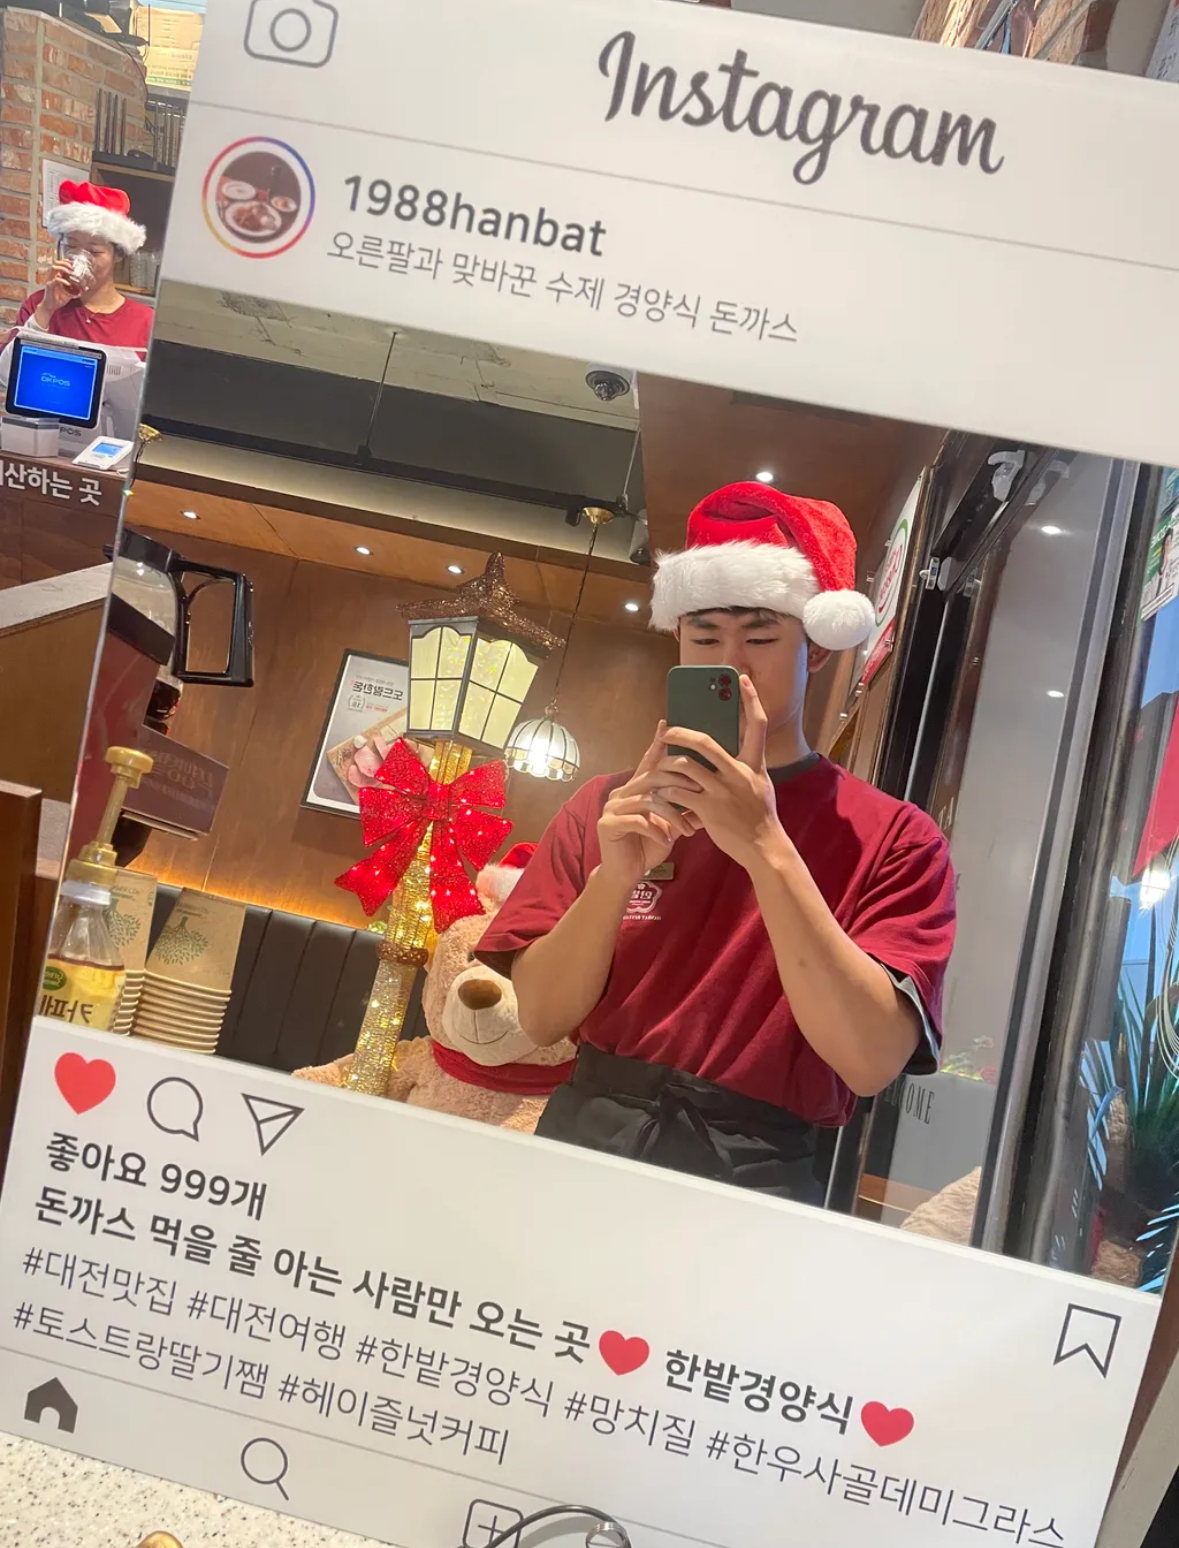 Instagram
1988hanbat
오른팔과 맞바꾼 수제 경양식 돈까스
OKPOS
산하는 곳
좋아요 999개
돈까스 먹을 줄 아는 사람만 오는 곳❤️ 한밭경양식❤️
#대전맛집 #대전여행 #한밭경양식 #망치질 #한우사골데미그라스
#토스트랑딸기쨈 #헤이즐넛커피